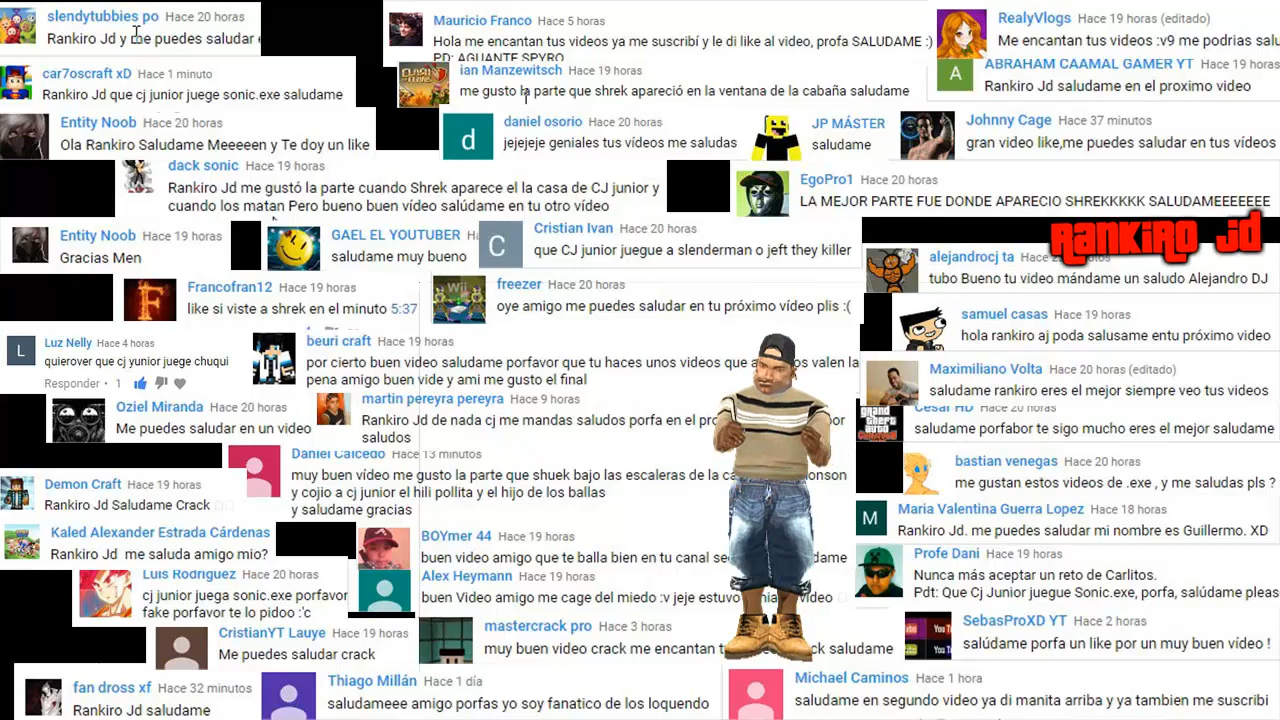 slendytubbies po Hace 20 horas
Rankiro Jd y me puedes saludar
car7oscraft xD Hace 1 minuto
Rankiro Jd que cj junior juege sonic.exe saludame
Entity Noob Hace 20 horas
Ola Rankiro Saludame Meeeeen y Te doy un like
dack sonic Hace 19 horas
Rankiro Jd me gustó la parte cuando Shrek aparece el la casa de CJ junior y
cuando los matan Pero bueno buen vídeo salúdame en tu otro vídeo
Entity Noob Hace 19 horas
Gracias Men
GAEL EL YOUTUBER
saludame muy bueno
Francofran12 Hace 19 horas
like si viste a shrek en el minuto 5:37
Luz Nelly Hace 4 horas
quierover que cj yunior juege chuqui
Responder • 1
beuri craft Hace 19 horas
por cierto buen video saludame porfavor que tu haces unos videos que valen la
pena amigo buen vide y ami me gusto el final
Oziel Miranda Hace 20 horas
Me puedes saludar en un video
martin pereyra pereyra Hace 9 horas
Rankiro Jd de nada cj me mandas saludos porfa en el
saludos
Daniel Caicedo Hace 13 minutos
muy buen vídeo me gusto la parte que shuek bajo las escaleras de la
y cojio a cj junior el hili pollita y el hijo de los ballas
y saludame gracias
Demon Craft Hace 19 horas
Rankiro Jd Saludame Crack
Kaled Alexander Estrada Cárdenas
Rankiro Jd me saluda amigo mio?
Luis Rodriguez Hace 20 horas
cj junior juega sonic.exe porfavor
fake porfavor te lo pidoo :'c
CristianYT Lauye Hace 19 horas
Me puedes saludar crack
fan dross xf Hace 32 minutos
Rankiro Jd saludame
Mauricio Franco Hace 5 horas
Hola me encantan tus videos ya me suscribí y le di like al video, profa SALUDAME :)
PD: AGUANTE SPYRO
ian Manzewitsch Hace 19 horas
me gusto la parte que shrek apareció en la ventana de la cabaña saludame
daniel osorio Hace 20 horas
jejejeje geniales tus vídeos me saludas
JP MÁSTER
saludame
Cristian Ivan Hace 20 horas
que CJ junior juegue a slenderman o jeft they killer
freezer Hace 20 horas
oye amigo me puedes saludar en tu próximo vídeo plis :(
BOYmer 44 Hace 19 horas
buen video amigo que te balla bien en tu canal
Alex Heymann Hace 19 horas
buen Video amigo me cage del miedo :v jeje
mastercrack pro Hace 3 horas
muy buen video crack me encantan saludame
Thiago Millán Hace 1 día
saludameee amigo porfas yo soy fanatico de los loquendo
RealyVlogs Hace 19 horas (editado)
Me encantan tus videos :v9 me podrias
ABRAHAM CAAMAL GAMER YT Hace 19 horas
Rankiro Jd saludame en el proximo video
Johnny Cage Hace 37 minutos
gran video like,me puedes saludar en tus vídeos
EgoPro1 Hace 20 horas
LA MEJOR PARTE FUE DONDE APARECIO SHREKKKKK SALUDAMEEEEEEE
Rankiro Jd
alejandrocj ta
tubo Bueno tu video mándame un saludo Alejandro DJ
samuel casas Hace 19 horas
hola rankiro aj poda salusame entu próximo video
Maximiliano Volta Hace 20 horas (editado)
saludame rankiro eres el mejor siempre veo tus videos
Cesar HD Hace 20 horas
saludame porfabor te sigo mucho eres el mejor saludame
bastian venegas Hace 20 horas
me gustan estos videos de .exe , y me saludas pls ?
Maria Valentina Guerra Lopez Hace 18 horas
Rankiro Jd. me puedes saludar mi nombre es Guillermo. XD
Profe Dani Hace 19 horas
Nunca más aceptar un reto de Carlitos.
Pdt: Que Cj Junior juegue Sonic.exe, porfa, salúdame pleas
SebasProXD YT Hace 2 horas
salúdame porfa un like por un muy buen vídeo !
Michael Caminos Hace 1 hora
saludame en segundo video ya di manita arriba y ya tambien me suscribi